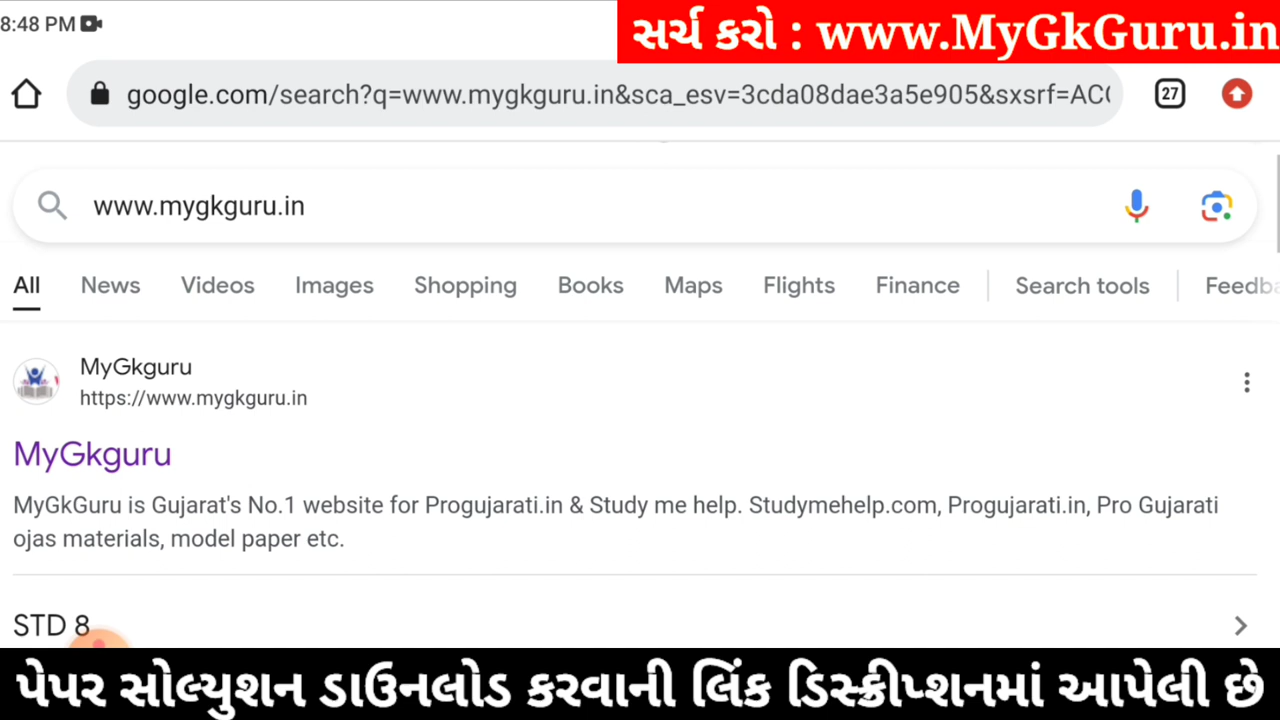 8:48 PM
સર્ચ કરો : www.MyGkGuru.in
google.com/search?q=www.mygkguru.in&sca_esv=3cda08dae3a5e905&sxsrf=AC
27
www.mygkguru.in
All News Videos Images Shopping Books Maps Flights Finance Search tools Feedba
MyGkguru
https://www.mygkguru.in
MyGkguru
MyGkGuru is Gujarat's No.1 website for Progujarati.in & Study me help. Studymehelp.com, Progujarati.in, Pro Gujarati
ojas materials, model paper etc.
STD 8
પેપર સોલ્યુશન ડાઉનલોડ કરવાની લિંક ડિસ્ક્રીપ્શનમાં આપેલી છે